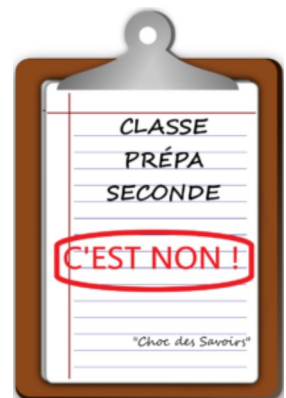 CLASSE
PRÉPA
SECONDE
C'EST NON !
"Choc des Savoirs"